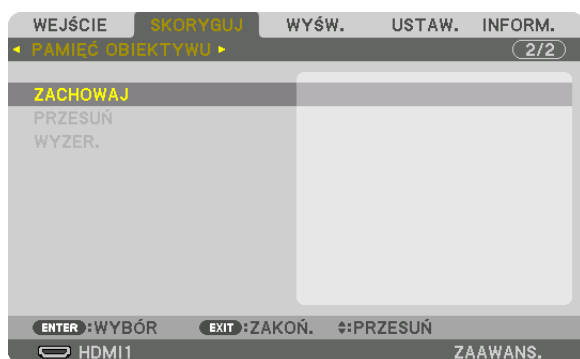 WEJŚCIE SKORYGUJ WYŚW. USTAW. INFORM.
PAMIĘĆ OBIEKTYWU 2/2
ZACHOWAJ
PRZESUŃ
WYZER.
ENTER :WYBÓR EXIT :ZAKOŃ. :PRZESUŃ
HDMI1 ZAAWANS.